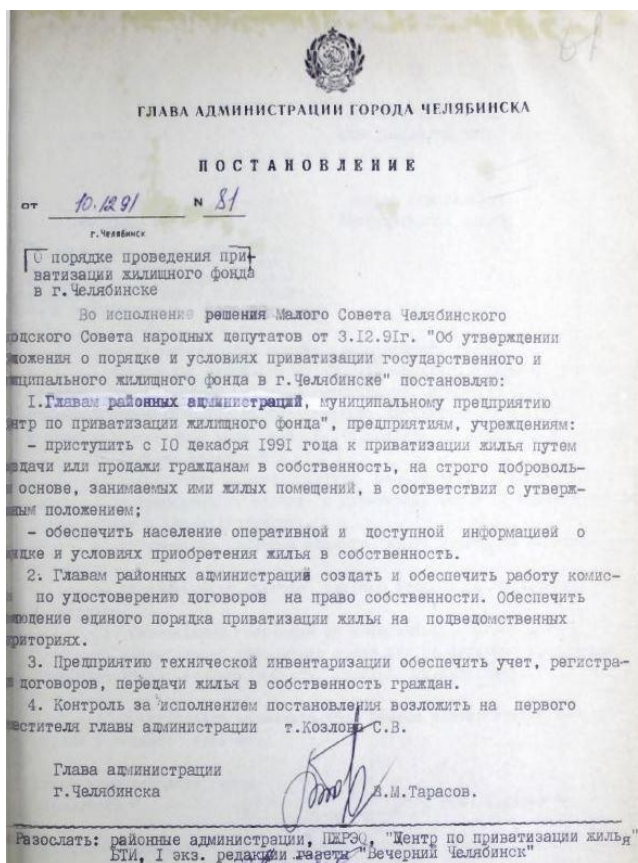 61
ГЛАВА АДМИНИСТРАЦИИ ГОРОДА ЧЕЛЯБИНСКА
ПОСТАНОВЛЕНИЕ
от 10.12.91 N 81
г.Челябинск
О порядке проведения при-
ватизации жилищного фонда
в г.Челябинске
Во исполнение решения Малого Совета Челябинского
одского Совета народных депутатов от 3.12.91г. "Об утверждении
ложения о порядке и условиях приватизации государственного и
ниципального жилищного фонда в г.Челябинске" постановляю:
1.Главам районных администраций, муниципальному предприятию
нтр по приватизации жилищного фонда", предприятиям, учреждениям:
- приступить с 10 декабря 1991 года к приватизации жилья путем
едачи или продажи гражданам в собственность, на строго доброволь-
основе, занимаемых ими жилых помещений, в соответствии с утверж-
ным положением;
- обеспечить население оперативной и доступной информацией о
ядке и условиях приобретения жилья в собственность.
2. Главам районных администраций создать и обеспечить работу комис-
по удостоверению договоров на право собственности. Обеспечить
людение единого порядка приватизации жилья на подведомственных
риториях.
3. Предприятию технической инвентаризации обеспечить учет, регистра-
договоров, передачи жилья в собственность граждан.
4. Контроль за исполнением постановления возложить на первого
естителя главы администрации т.Козлова С.В.
Глава администрации
г.Челябинска В.М.Тарасов.
Разослать: районные администрации, ПЖРЭО, "Центр по приватизации жилья"
БТИ, 1 экз. редакции газеты "Вечерний Челябинск"